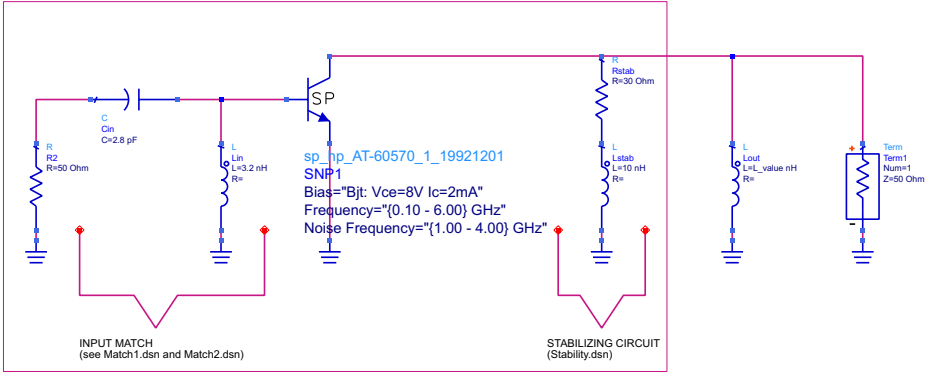 C
Cin
C=2.8 pF
R
R2
R=50 Ohm
L
Lin
L=3.2 nH
R=
SP
sp_hp_AT-60570_1_19921201
SNP1
Bias="Bjt: Vce=8V Ic=2mA"
Frequency="{0.10 - 6.00} GHz"
Noise Frequency="{1.00 - 4.00} GHz"
R
Rstab
R=30 Ohm
L
Lstab
L=10 nH
R=
L
Lout
L=L_value nH
R=
+
-
Term
Term1
Num=1
Z=50 Ohm
INPUT MATCH
(see Match1.dsn and Match2.dsn)
STABILIZING CIRCUIT
(Stability.dsn)